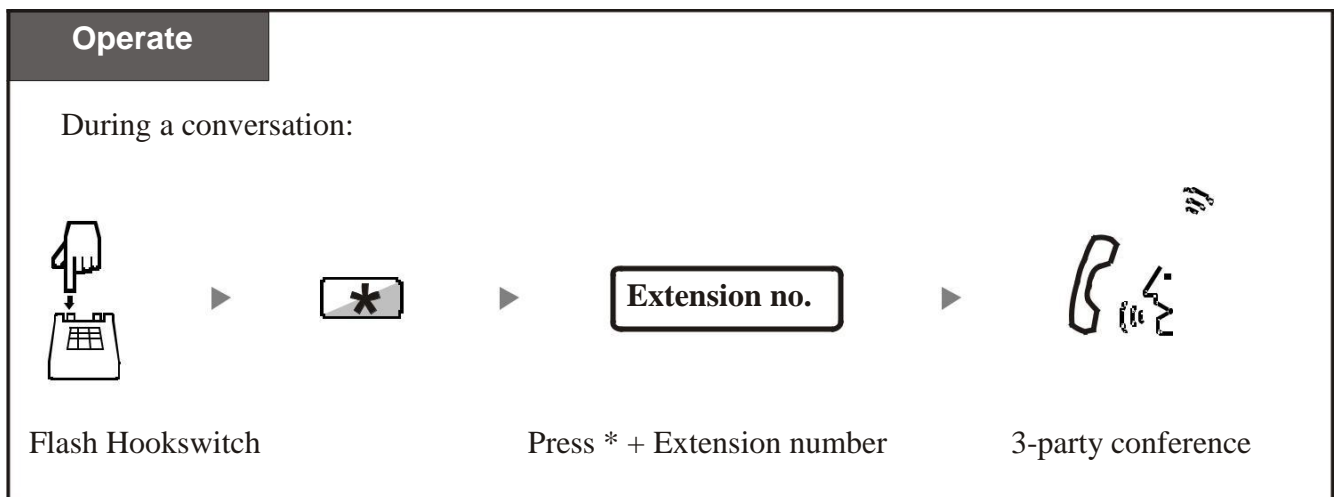 Operate
During a conversation:
*
Extension no.
Flash Hookswitch
Press * + Extension number
3-party conference